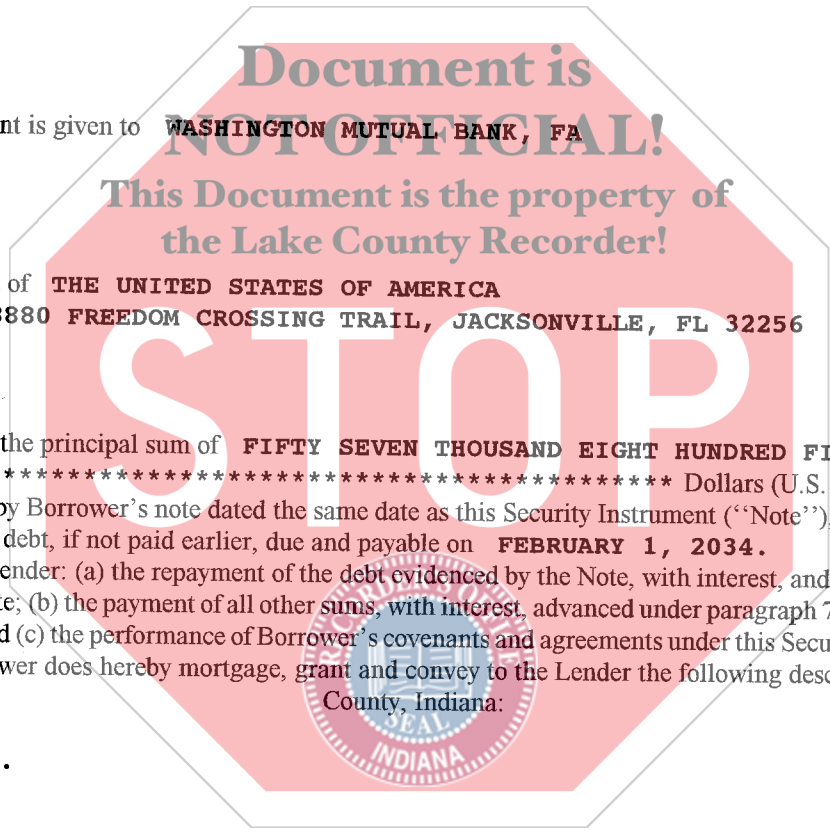 Document is
nt is given to WASHINGTON MUTUAL BANK, FA
NOT OFFICIAL!
This Document is the property of
the Lake County Recorder!
of THE UNITED STATES OF AMERICA
8880 FREEDOM CROSSING TRAIL, JACKSONVILLE, FL 32256
STOP
the principal sum of FIFTY SEVEN THOUSAND EIGHT HUNDRED FI
****************************************** Dollars (U.S.
by Borrower's note dated the same date as this Security Instrument (‘‘Note’’),
debt, if not paid earlier, due and payable on FEBRUARY 1, 2034.
ender: (a) the repayment of the debt evidenced by the Note, with interest, and
te; (b) the payment of all other sums, with interest, advanced under paragraph 7
d (c) the performance of Borrower's covenants and agreements under this Secu
wer does hereby mortgage, grant and convey to the Lender the following desc
County, Indiana:
RECORDER'S OFFICE
SEAL
INDIANA
.